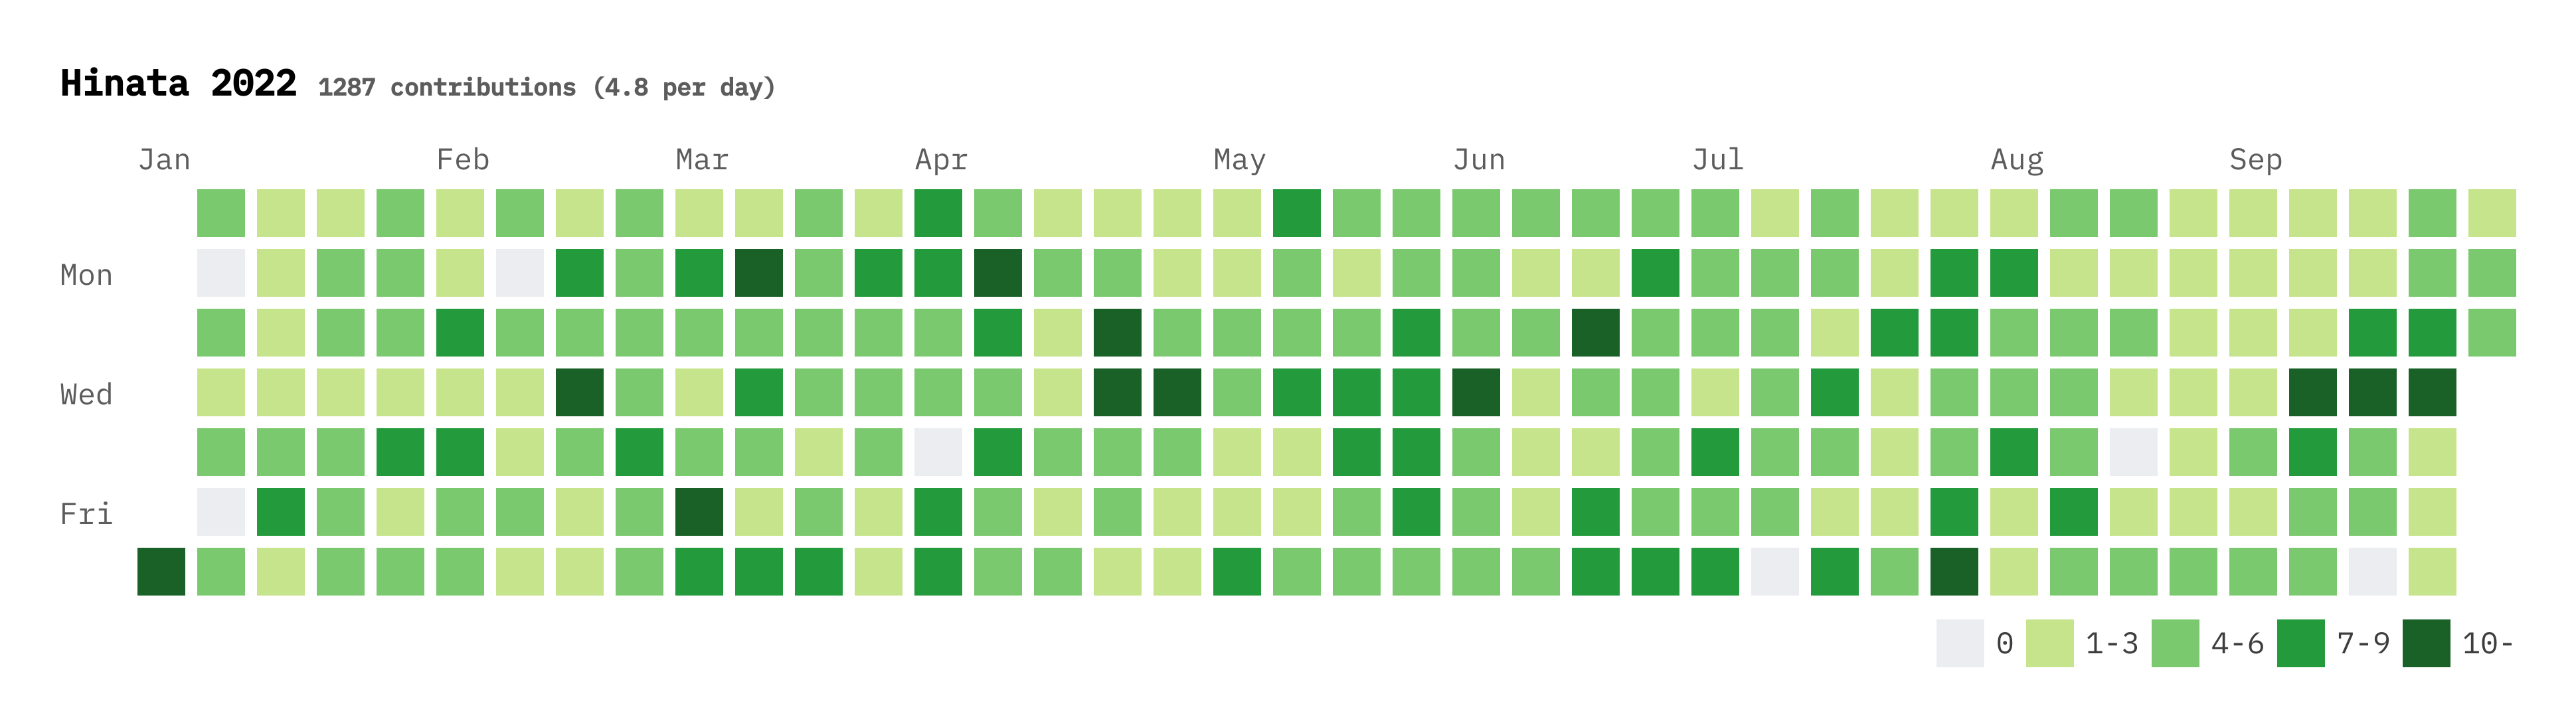 Hinata 2022 1287 contributions (4.8 per day)
Jan Feb Mar Apr May Jun Jul Aug Sep
Mon
Wed
Fri
0 1-3 4-6 7-9 10-